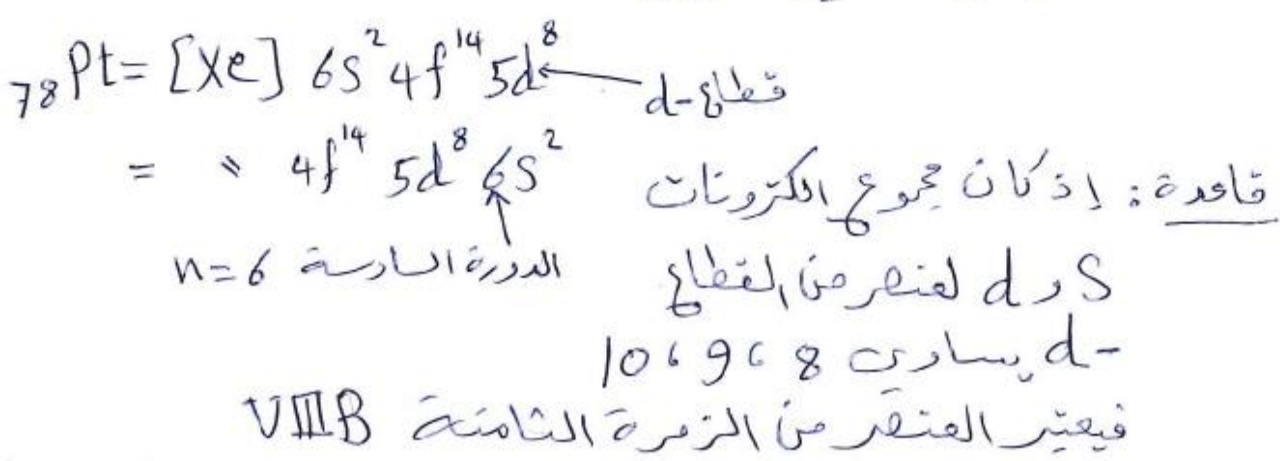 ₇₈Pt = [Xe] 6S² 4f¹⁴ 5d⁸ ← قطاع -d
= " 4f¹⁴ 5d⁸ 6S²
الدورة السادسة n=6
قاعدة : إذ كان مجموع الكترونات
S و d لعنصر من القطاع
-d يساوي 8 ، 9 ، 10
فيعتبر العنصر من الزمرة الثامنة VIIIB